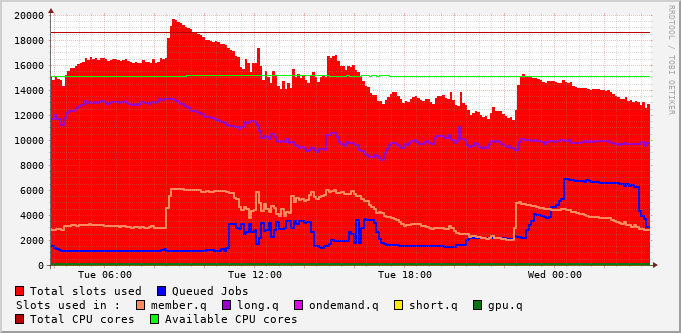 20000
18000
16000
14000
12000
10000
8000
6000
4000
2000
0
Tue 06:00 Tue 12:00 Tue 18:00 Wed 00:00
Total slots used Queued Jobs
Slots used in : member.q long.q ondemand.q short.q gpu.q
Total CPU cores Available CPU cores
RRDTOOL / TOBI OETIKER